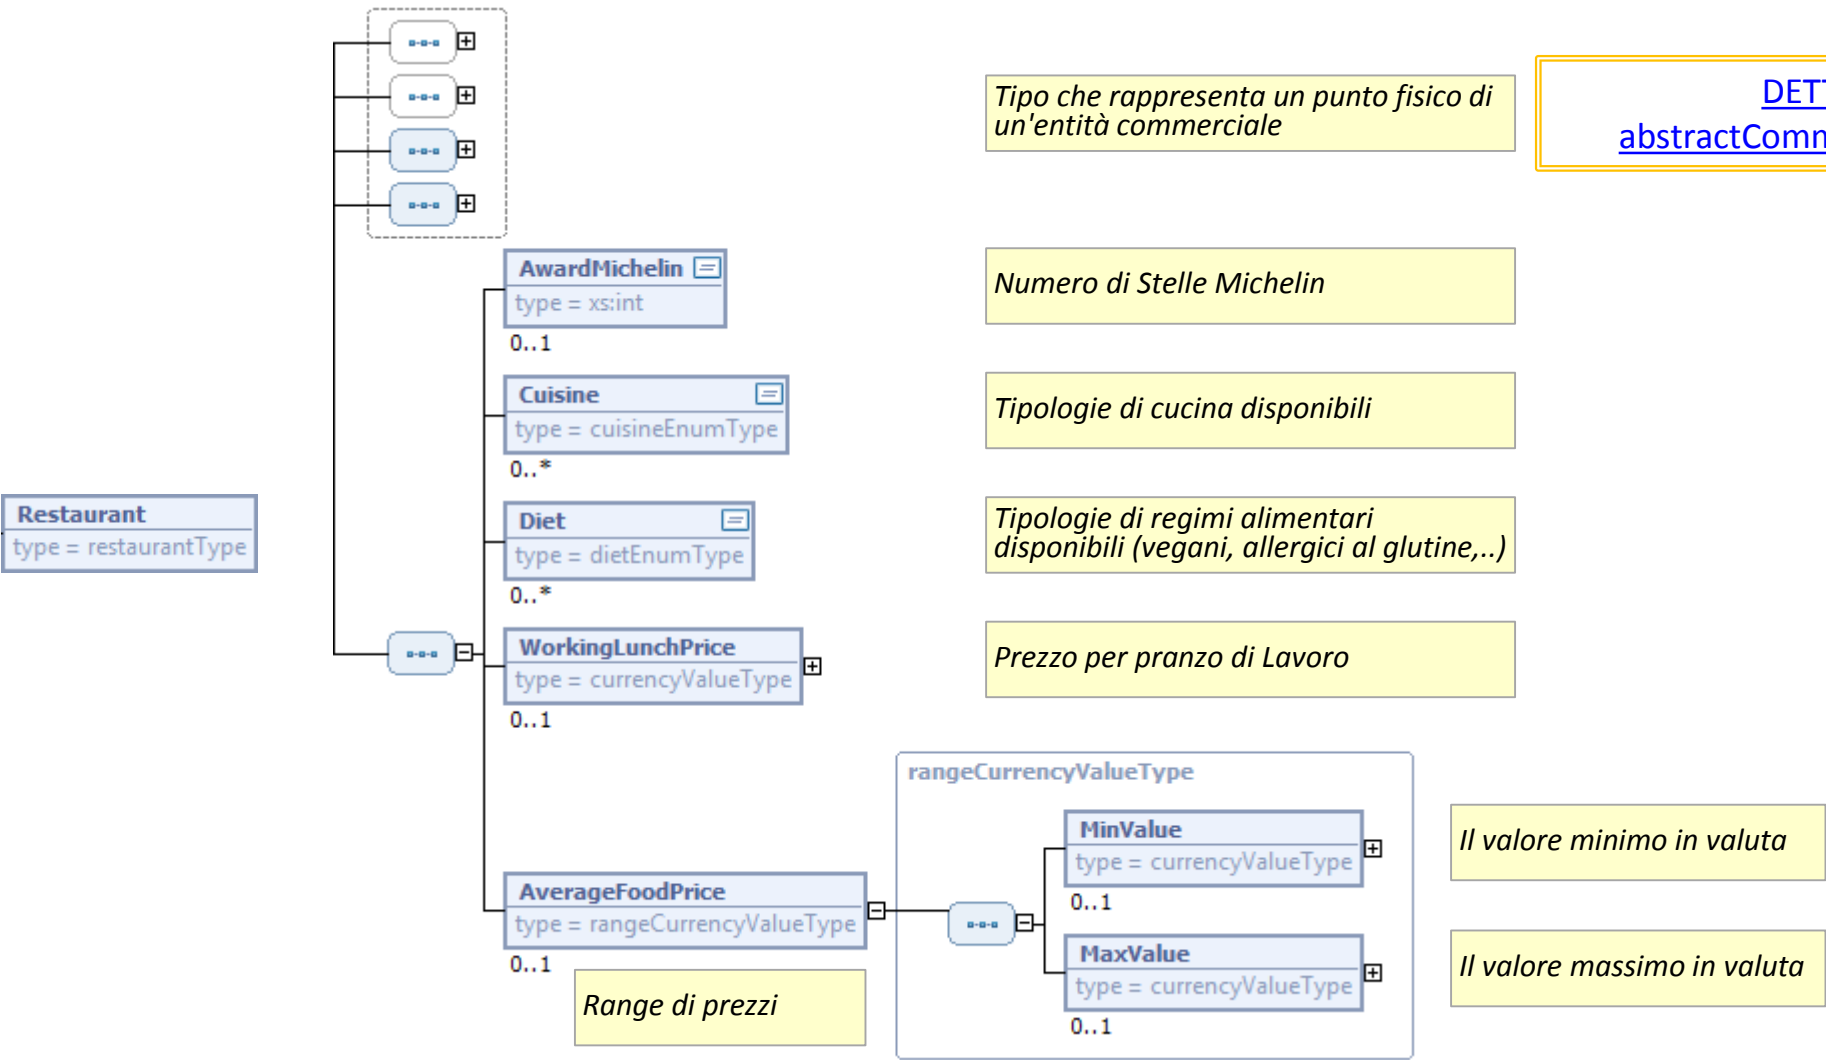 Tipo che rappresenta un punto fisico di
un'entità commerciale
DETT
abstractComm
AwardMichelin
type = xs:int
0..1
Numero di Stelle Michelin
Cuisine
type = cuisineEnumType
0..*
Tipologie di cucina disponibili
Restaurant
type = restaurantType
Diet
type = dietEnumType
0..*
Tipologie di regimi alimentari
disponibili (vegani, allergici al glutine,..)
WorkingLunchPrice
type = currencyValueType
0..1
Prezzo per pranzo di Lavoro
rangeCurrencyValueType
MinValue
type = currencyValueType
0..1
Il valore minimo in valuta
AverageFoodPrice
type = rangeCurrencyValueType
0..1
Range di prezzi
MaxValue
type = currencyValueType
0..1
Il valore massimo in valuta